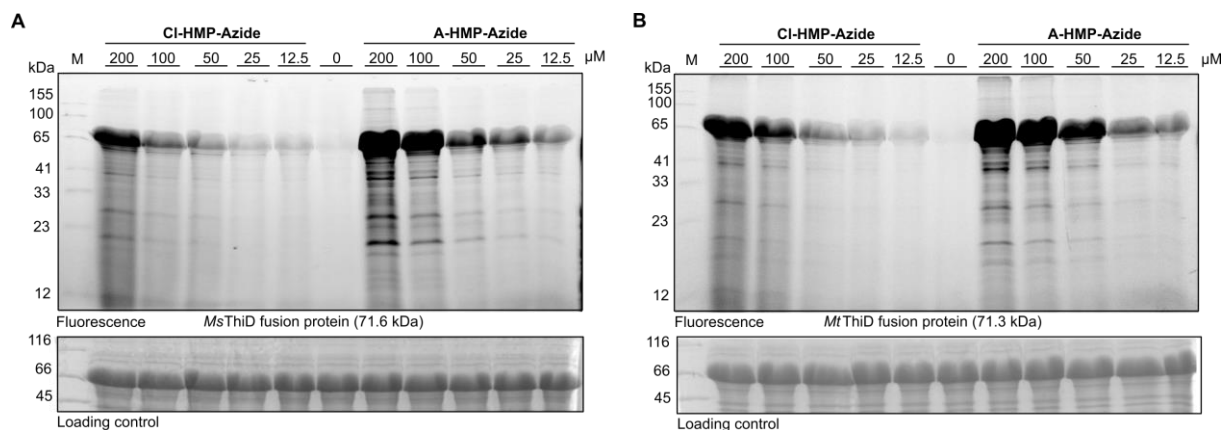 A
Cl-HMP-Azide A-HMP-Azide
kDa M 200 100 50 25 12.5 0 200 100 50 25 12.5 µM
155
100
65
41
33
23
12
Fluorescence MsThiD fusion protein (71.6 kDa)
116
66
45
Loading control
B
Cl-HMP-Azide A-HMP-Azide
kDa M 200 100 50 25 12.5 0 200 100 50 25 12.5 µM
155
100
65
41
33
23
12
Fluorescence MtThiD fusion protein (71.3 kDa)
116
66
45
Loading control